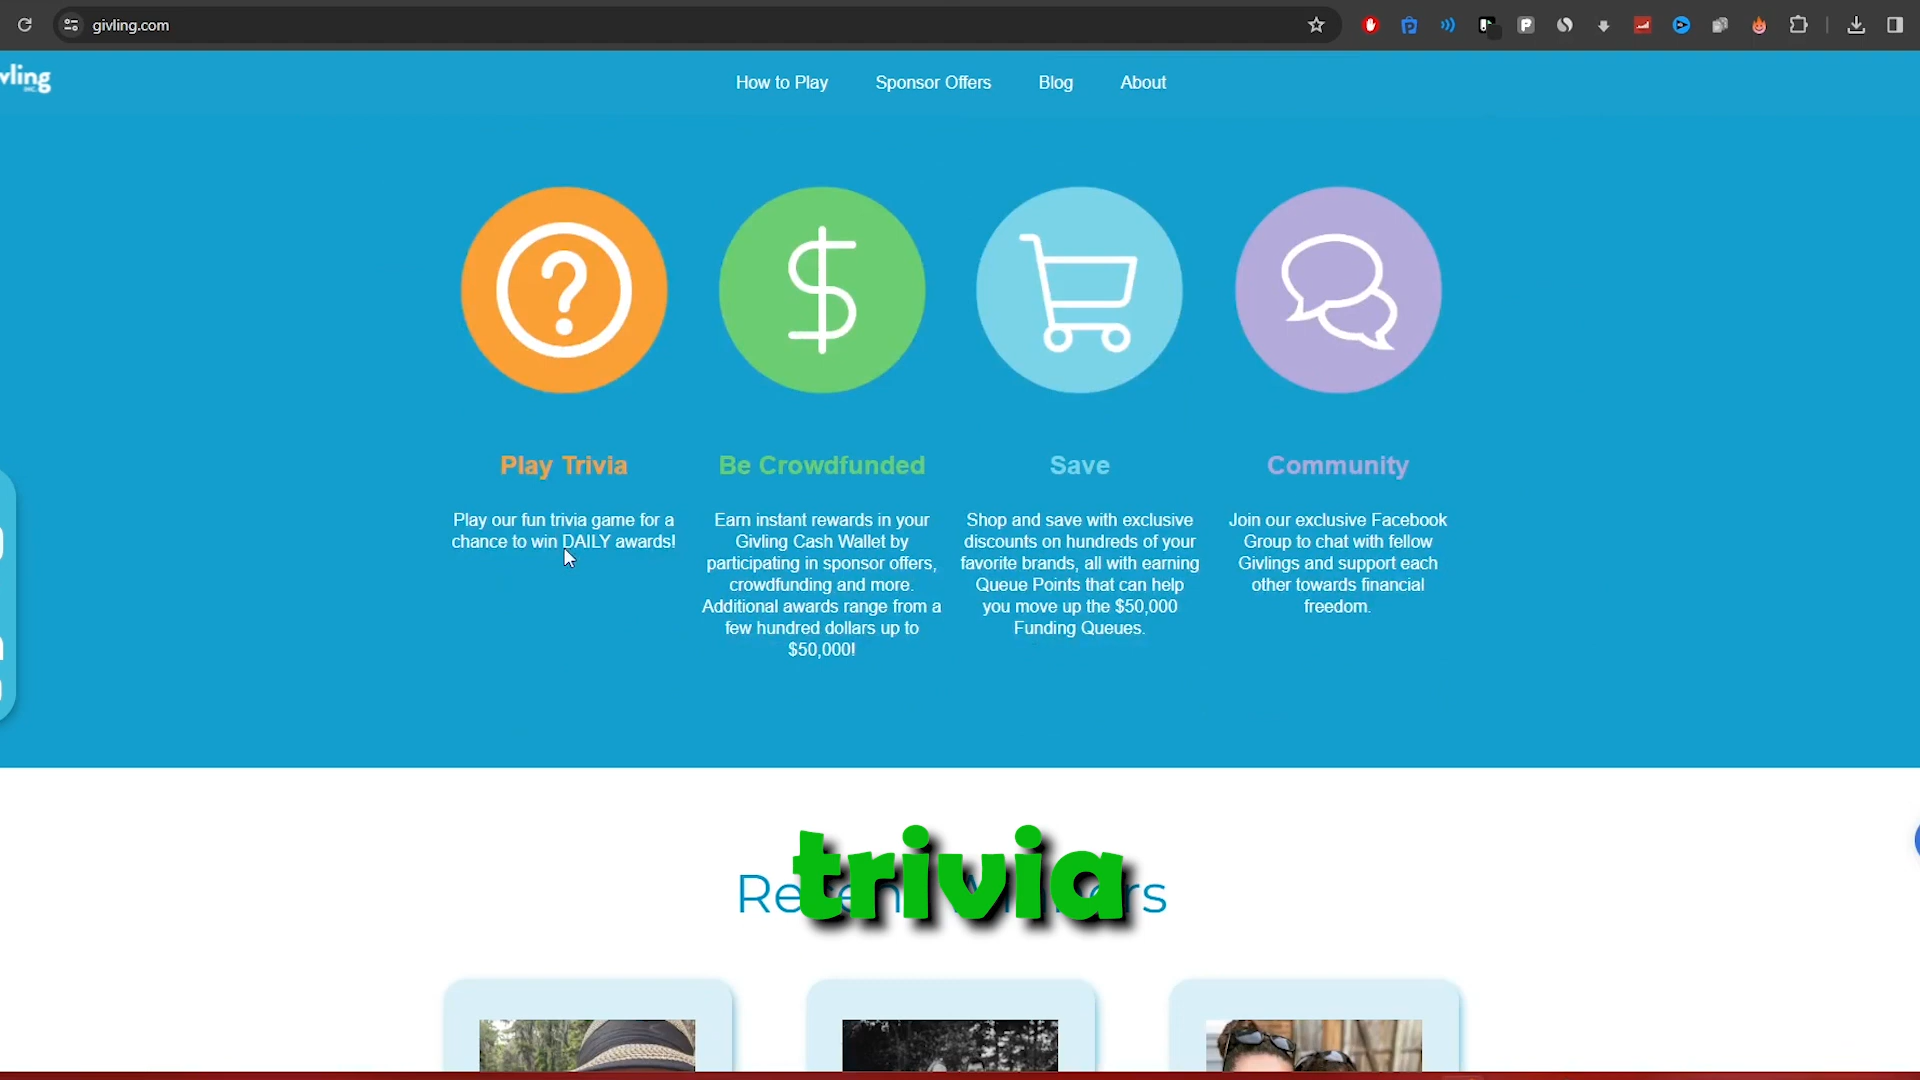 givling.com
vling
INC.
How to Play
Sponsor Offers
Blog
About
Play Trivia
Play our fun trivia game for a
chance to win DAILY awards!
Be Crowdfunded
Earn instant rewards in your
Givling Cash Wallet by
participating in sponsor offers,
crowdfunding and more.
Additional awards range from a
few hundred dollars up to
$50,000!
Save
Shop and save with exclusive
discounts on hundreds of your
favorite brands, all with earning
Queue Points that can help
you move up the $50,000
Funding Queues.
Community
Join our exclusive Facebook
Group to chat with fellow
Givlings and support each
other towards financial
freedom.
trivia